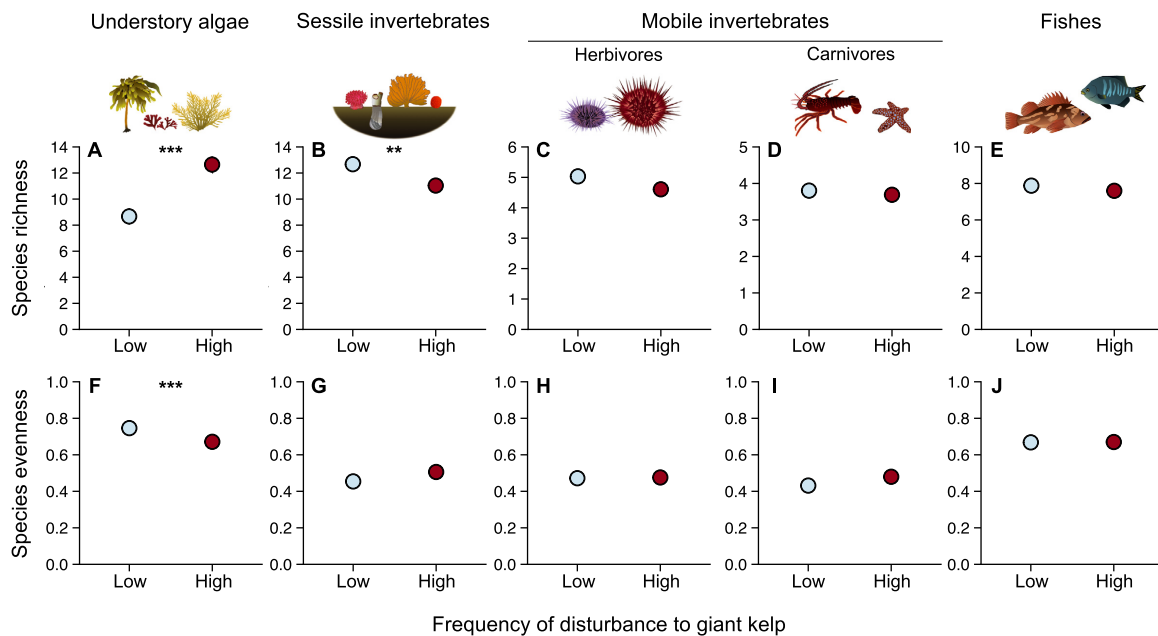 Understory algae
Sessile invertebrates
Mobile invertebrates
Fishes
Herbivores
Carnivores
Species richness
A
***
14
12
10
8
6
4
2
0
Low
High
B
**
14
12
10
8
6
4
2
0
Low
High
C
6
5
4
3
2
1
0
Low
High
D
5
4
3
2
1
0
Low
High
E
10
8
6
4
2
0
Low
High
Species evenness
F
***
1.0
0.8
0.6
0.4
0.2
0.0
Low
High
G
1.0
0.8
0.6
0.4
0.2
0.0
Low
High
H
1.0
0.8
0.6
0.4
0.2
0.0
Low
High
I
1.0
0.8
0.6
0.4
0.2
0.0
Low
High
J
1.0
0.8
0.6
0.4
0.2
0.0
Low
High
Frequency of disturbance to giant kelp